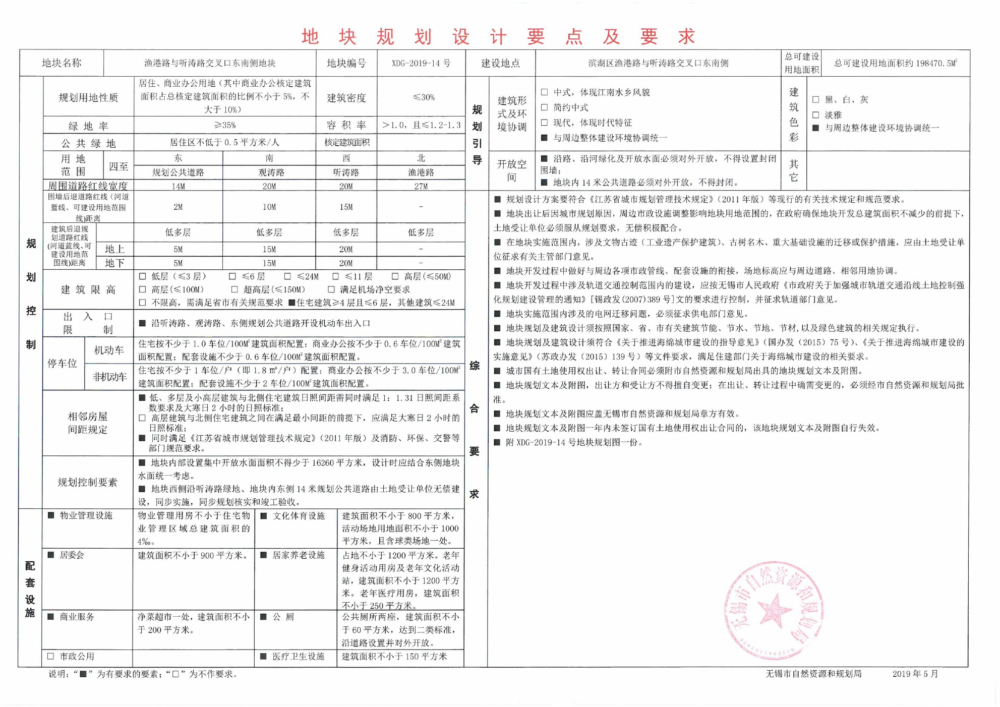 地块规划设计要点及要求
地块名称 渔港路与听涛路交叉口东南侧地块 地块编号 XDG-2019-14 号 建设地点 滨湖区渔港路与听涛路交叉口东南侧 总可建设用地面积 总可建设用地面积约 198470.5M²
规划控制
规划用地性质
居住、商业办公用地（其中商业办公核定建筑
面积占总核定建筑面积的比例不小于 5%，不
大于 10%）
建筑密度 ≤30%
绿地率 ≥35% 容积率 >1.0，且≤1.2-1.3
公共绿地 居住区不低于 0.5 平方米/人 核定建筑面积
用地范围 四至 东 南 西 北
规划公共道路 观涛路 听涛路 渔港路
周围道路红线宽度 14M 20M 20M 27M
围墙后退道路红线（河道
蓝线、可建设用地范围
线)距离
2M 10M 15M -
建筑后退规
划道路红线
(河道蓝线、可
建设用地范
围线)距离
低多层 低多层 低多层 低多层
地上 5M 15M 20M -
地下 5M 15M 20M -
建筑限高
□ 低层（≤3 层） □ ≤6 层 □ ≤24M □ ≤11 层 □ 高层(≤50M)
□ 高层(≤100M) □ 超高层(≤150M) □ 满足机场净空要求
□ 不限高，需满足省市有关规范要求 ■住宅建筑≥4 层且≤6 层，其他建筑≤24M
出入口
限制
■ 沿听涛路、观涛路、东侧规划公共道路开设机动车出入口
停车位
机动车
住宅按不少于 1.0 车位/100M²建筑面积配置；商业办公按不少于 0.6 车位/100M²建筑
面积配置；配套设施不少于 0.6 车位/100M²建筑面积配置。
非机动车
住宅按不少于 1 车位/户（即 1.8 ㎡/户）配置；商业办公按不少于 3.0 车位/100M²
建筑面积配置；配套设施不少于 2 车位/100M²建筑面积配置。
相邻房屋
间距规定
■ 低、多层及小高层建筑与北侧住宅建筑日照间距需同时满足 1：1.31 日照间距系
数要求及大寒日 2 小时的日照标准；
□ 高层建筑与北侧住宅建筑之间在满足最小间距的前提下，应满足大寒日 2 小时的
日照标准；
■ 同时满足《江苏省城市规划管理技术规定》（2011 年版）及消防、环保、交警等
部门规范要求。
规划控制要素
■ 地块内部设置集中开放水面面积不得少于 16260 平方米，设计时应结合东侧地块
水面统一考虑。
■ 地块西侧沿听涛路绿地、地块内东侧 14 米规划公共道路由土地受让单位无偿建
设，同步实施，同步规划核实和竣工验收。
配套设施
■ 物业管理设施
物业管理用房不小于住宅物
业管理区域总建筑面积的
4‰。
■ 文化体育设施
建筑面积不小于 800 平方米，
活动场地用地面积不小于 1000
平方米，且含球类场地一处。
■ 居委会
建筑面积不小于 900 平方米。
■ 居家养老设施
占地不小于 1200 平方米。老年
健身活动用房及老年文化活动
站，建筑面积不小于 1200 平方
米。老年医疗用房，建筑面积
不小于 250 平方米。
■ 商业服务
净菜超市一处，建筑面积不小
于 200 平方米。
■ 公 厕
公共厕所两座，建筑面积不小
于 60 平方米，达到二类标准，
沿道路设置并对外开放。
□ 市政公用
■ 医疗卫生设施
建筑面积不小于 150 平方米
规划引导
建筑形
式及环
境协调
□ 中式，体现江南水乡风貌
□ 简约中式
□ 现代，体现时代特征
■ 与周边整体建设环境协调统一
建筑色彩
□ 黑、白、灰
□ 淡雅
■ 与周边整体建设环境协调统一
开放空
间
■ 沿路、沿河绿化及开放水面必须对外开放，不得设置封闭
围墙；
■ 地块内 14 米公共道路必须对外开放，不得封闭。
其它
综合要求
■ 规划设计方案要符合《江苏省城市规划管理技术规定》（2011 年版）等现行的有关技术规定和规范要求。
■ 地块出让后因城市规划原因，周边市政设施调整影响地块用地范围的，在政府确保地块开发总建筑面积不减少的前提下，
土地受让单位必须服从规划要求，无偿积极配合。
■ 在地块实施范围内，涉及文物古迹（工业遗产保护建筑）、古树名木、重大基础设施的迁移或保护措施，应由土地受让单
位征求有关主管部门意见。
■ 地块开发过程中做好与周边各项市政管线、配套设施的衔接，场地标高应与周边道路、相邻用地协调。
■ 地块开发过程中涉及轨道交通控制范围内的建设，应按无锡市人民政府《市政府关于加强城市轨道交通沿线土地控制强
化规划建设管理的通知》[锡政发(2007)389 号]文的要求进行控制，并征求轨道部门意见。
■ 地块实施范围内涉及的电网迁移问题，必须征求供电部门意见。
■ 地块规划及建筑设计须按照国家、省、市有关建筑节能、节水、节地、节材,以及绿色建筑的相关规定执行。
■ 地块规划及建筑设计须符合《关于推进海绵城市建设的指导意见》（国办发（2015）75 号）、《关于推进海绵城市建设的
实施意见》（苏政办发（2015）139 号）等文件要求，满足住建部门关于海绵城市建设的相关要求。
■ 城市国有土地使用权出让、转让合同必须附市自然资源和规划局出具的地块规划文本及附图。
■ 地块规划文本及附图，出让方和受让方不得擅自变更；在出让、转让过程中确需变更的，必须经市自然资源和规划局批
准。
■ 地块规划文本及附图应盖无锡市自然资源和规划局章方有效。
■ 地块规划文本及附图一年内未签订国有土地使用权出让合同的，该地块规划文本及附图自行失效。
■ 附 XDG-2019-14 号地块规划图一份。
无锡市自然资源和规划局
3202011992510
说明：“■”为有要求的要素；“□”为不作要求。
无锡市自然资源和规划局 2019 年 5 月